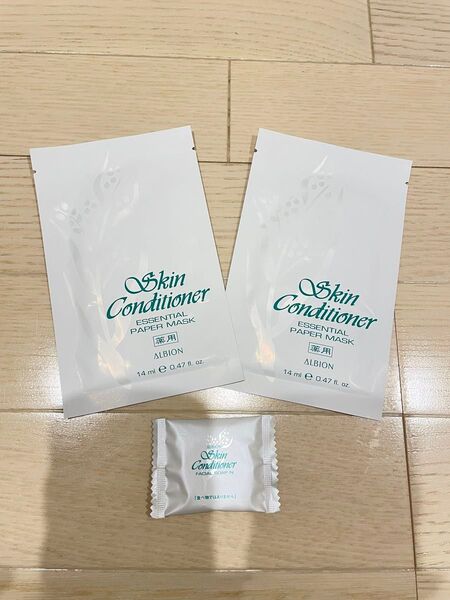 Skin
Conditioner
ESSENTIAL
PAPER MASK
薬用
ALBION
14 ml e 0.47 fl. oz.
Skin
Conditioner
ESSENTIAL
PAPER MASK
薬用
ALBION
14 ml e 0.47 fl. oz.
Skin
Conditioner
FACIAL SOAP N
［食べ物ではありません］